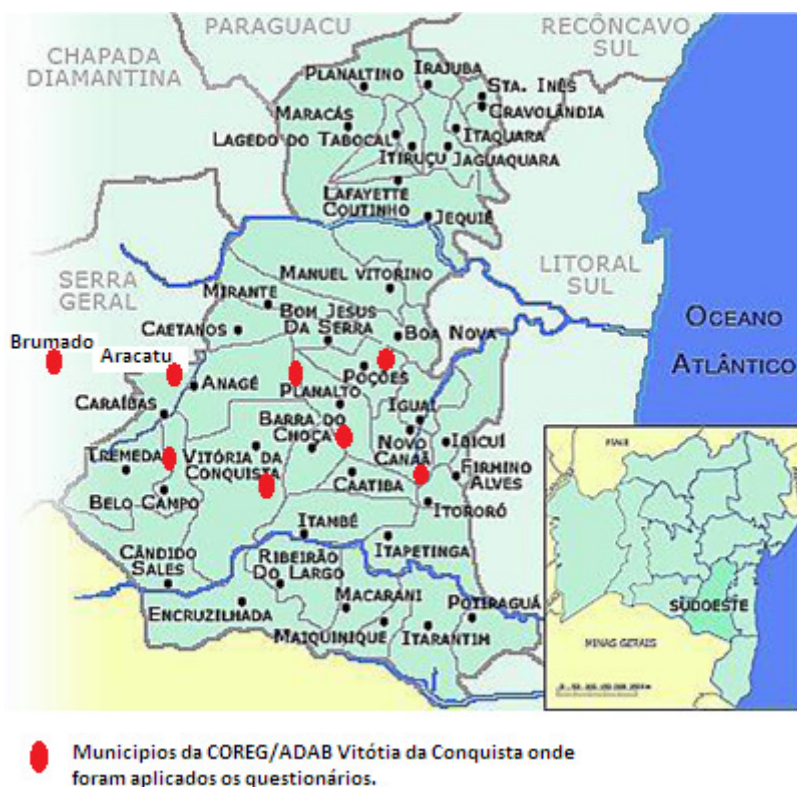 PARAGUACU
RECÔNCAVO
SUL
CHAPADA
DIAMANTINA
PLANALTINO
IRAJUBA
STA. INÊS
CRAVOLÂNDIA
MARACÁS
LAGEDO DO TABOCAL
ITAQUARA
ITIRUÇU
JAGUAQUARA
LAFAYETTE
COUTINHO
JEQUIÉ
SERRA
GERAL
MANUEL VITORINO
LITORAL
SUL
MIRANTE
BOM JESUS
DA SERRA
CAETANOS
BOA NOVA
OCEANO
ATLÂNTICO
Brumado
Aracatu
ANAGÉ
POÇÕES
PLANALTO
CARAÍBAS
BARRA DO
CHOÇA
IGUAI
NOVO
CANAÃ
IBICUÍ
TREMEDAL
VITÓRIA DA
CONQUISTA
CAATIBA
FIRMINO
ALVES
BELO CAMPO
ITORORÓ
ITAMBÉ
ITAPETINGA
CÂNDIDO
SALES
RIBEIRÃO
DO LARGO
MACARANI
POTIRAGUÁ
ENCRUZILHADA
MAIQUINIQUE
ITARANTIM
PIAUÍ
SUDOESTE
MINAS GERAIS
Municipios da COREG/ADAB Vitótia da Conquista onde
foram aplicados os questionários.